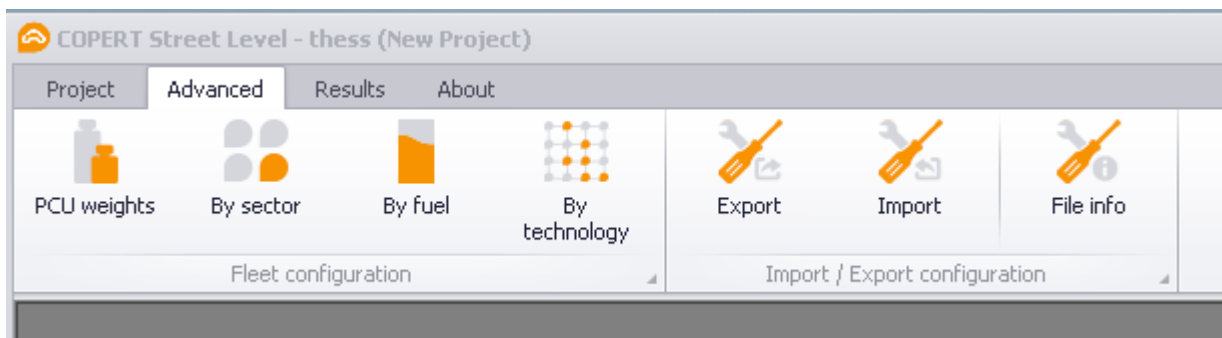 COPERT Street Level - thess (New Project)
Project Advanced Results About
PCU weights By sector By fuel By technology Export Import File info
Fleet configuration Import / Export configuration